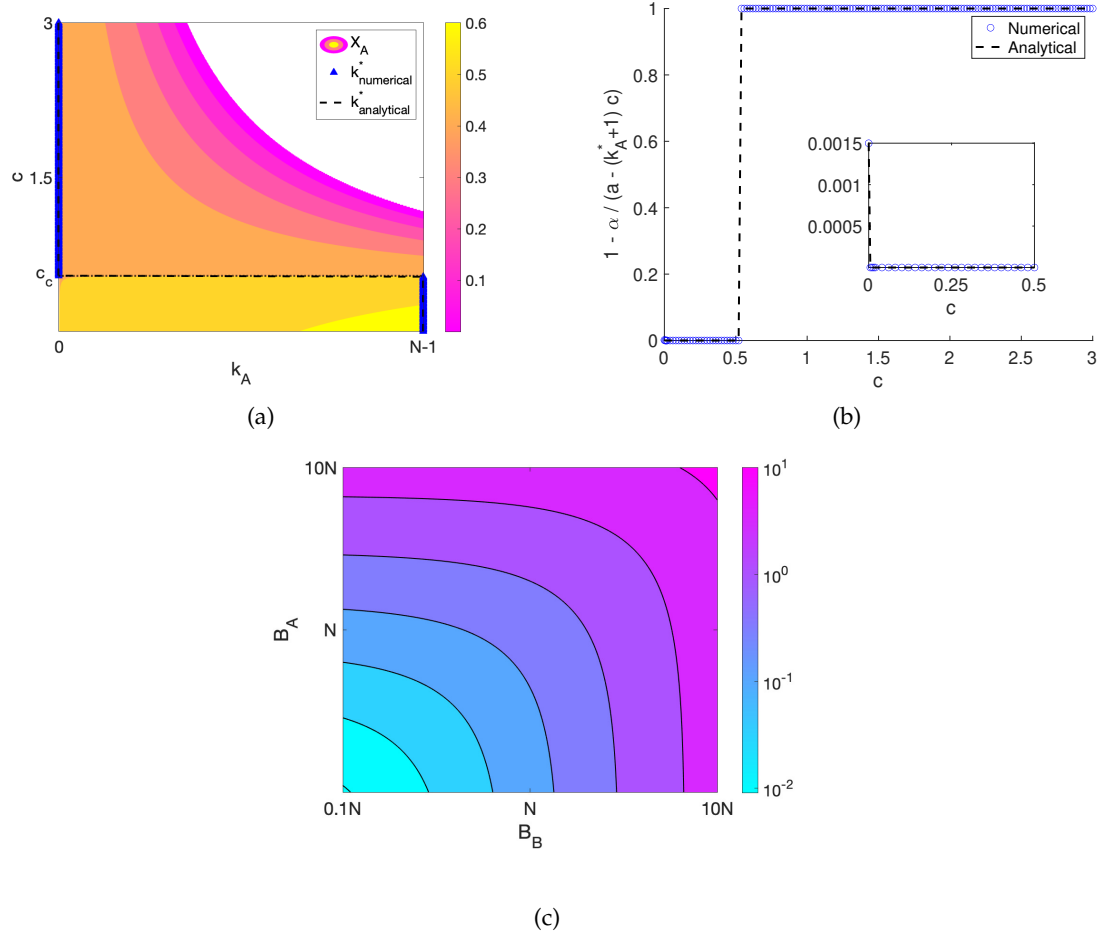 3
1.5
c_c
c
0
N-1
k_A
X_A
k*_numerical
k*_analytical
0.6
0.5
0.4
0.3
0.2
0.1
(a)
1
0.8
0.6
0.4
0.2
0
1 - α / (a - (k*_A+1) c)
Numerical
Analytical
0.0015
0.001
0.0005
0
0.25
0.5
c
0
0.5
1
1.5
2
2.5
3
c
(b)
10N
N
B_A
0.1N
N
10N
B_B
10^1
10^0
10^-1
10^-2
(c)